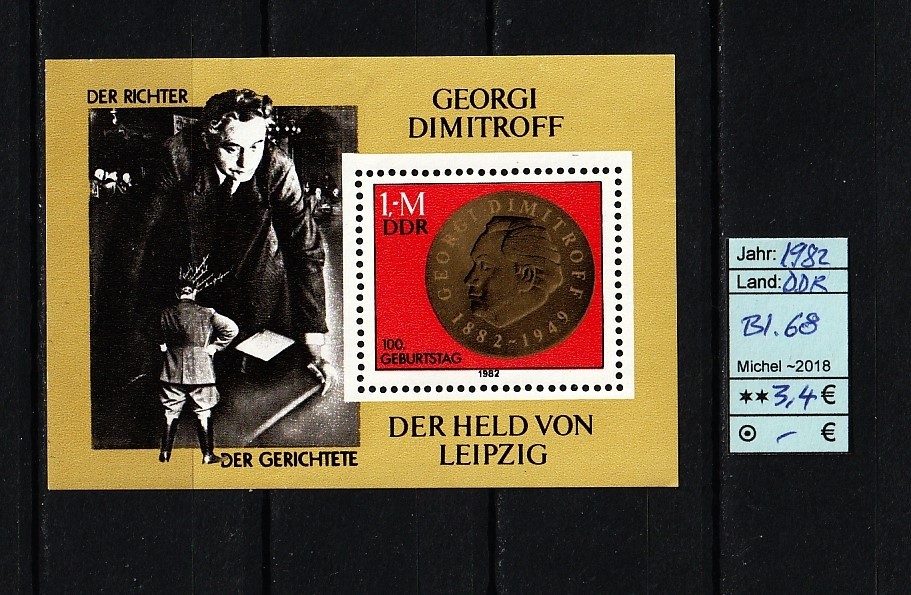 DER RICHTER
GEORGI
DIMITROFF
1,-M
DDR
GEORGI DIMITROFF
1882-1949
100.
GEBURTSTAG
1982
DER HELD VON
LEIPZIG
DER GERICHTETE
Jahr: 1982
Land: DDR
Bl. 68
Michel ~2018
✶✶ 3,4 €
⊙ - €